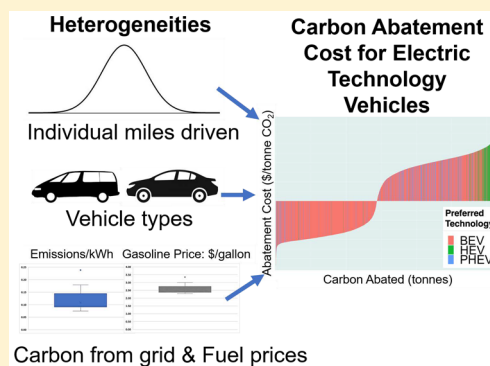 Heterogeneities
Individual miles driven
Vehicle types
Emissions/kWh Gasoline Price: $/gallon
Carbon from grid & Fuel prices
Carbon Abatement
Cost for Electric
Technology
Vehicles
Abatement Cost ($/tonne CO2)
Preferred
Technology
BEV
HEV
PHEV
Carbon Abated (tonnes)